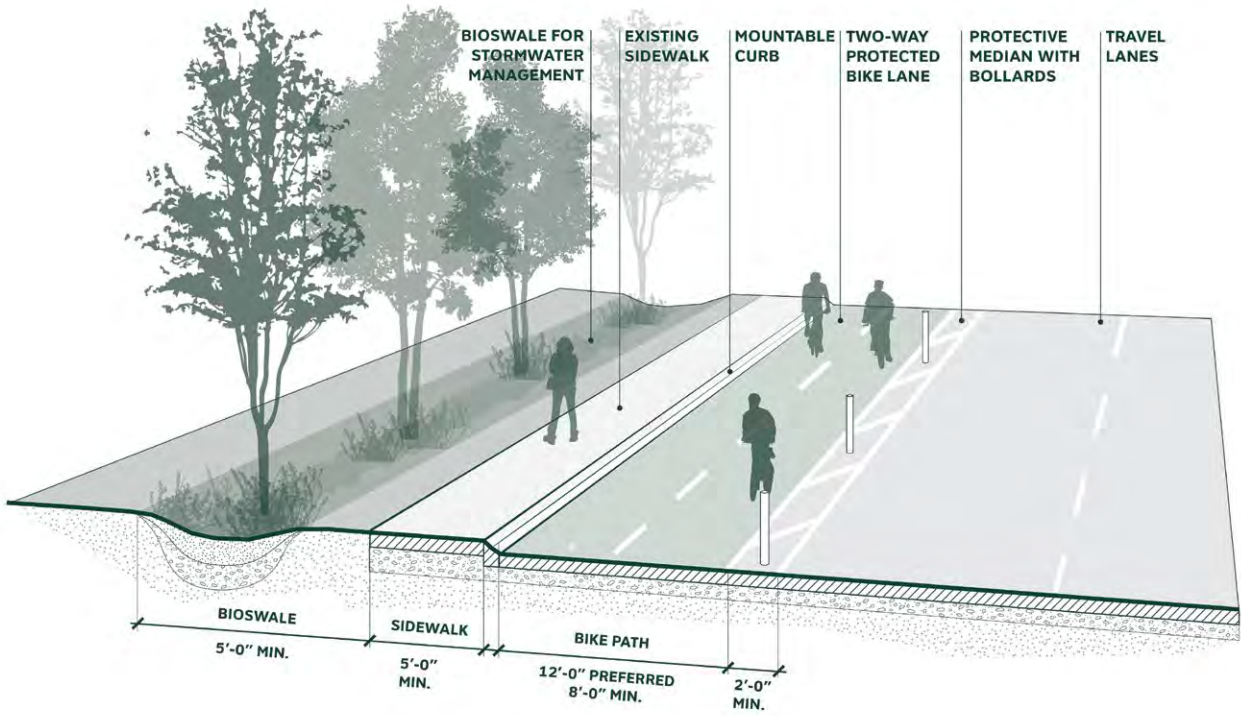 BIOSWALE FOR
STORMWATER
MANAGEMENT
EXISTING
SIDEWALK
MOUNTABLE
CURB
TWO-WAY
PROTECTED
BIKE LANE
PROTECTIVE
MEDIAN WITH
BOLLARDS
TRAVEL
LANES
BIOSWALE
5'-0" MIN.
SIDEWALK
5'-0"
MIN.
BIKE PATH
12'-0" PREFERRED
8'-0" MIN.
2'-0"
MIN.